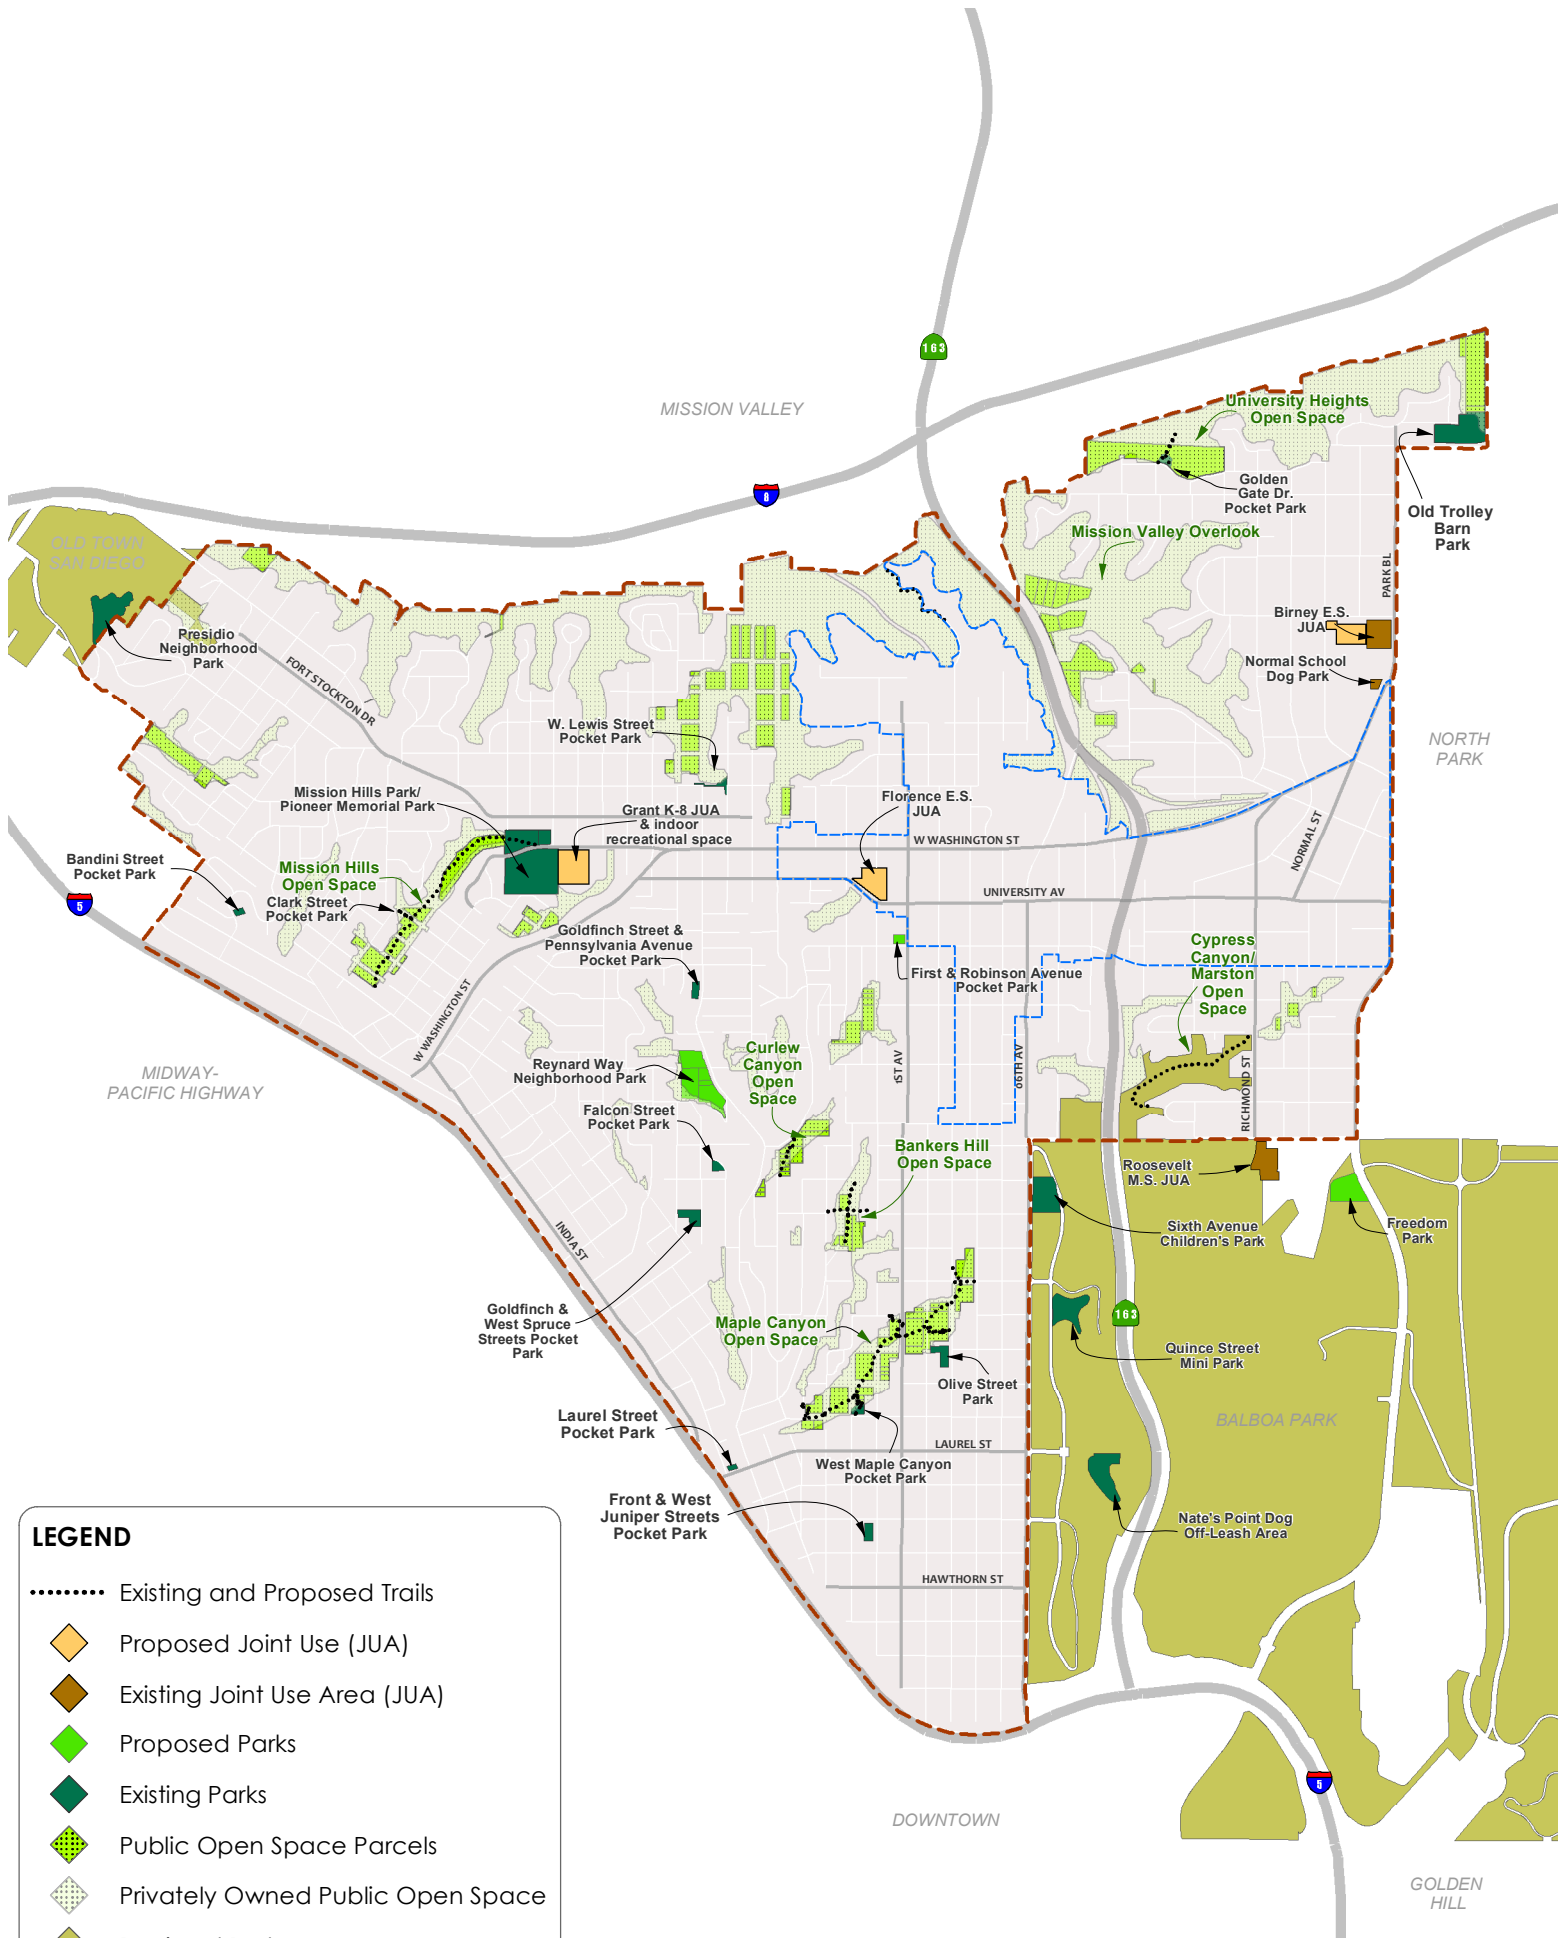 163
MISSION VALLEY
University Heights
Open Space
Golden
Gate Dr.
Pocket Park
Old Trolley
Barn
Park
8
Mission Valley Overlook
OLD TOWN
SAN DIEGO
PARK BL
Presidio
Neighborhood
Park
Birney E.S.
JUA
Normal School
Dog Park
FORT STOCKTON DR
W. Lewis Street
Pocket Park
NORTH
PARK
Mission Hills Park/
Pioneer Memorial Park
Grant K-8 JUA
& indoor
recreational space
Florence E.S.
JUA
W WASHINGTON ST
NORMAL ST
Bandini Street
Pocket Park
Mission Hills
Open Space
Clark Street
Pocket Park
5
UNIVERSITY AV
Goldfinch Street &
Pennsylvania Avenue
Pocket Park
First & Robinson Avenue
Pocket Park
Cypress
Canyon/
Marston
Open
Space
W WASHINGTON ST
MIDWAY-
PACIFIC HIGHWAY
Reynard Way
Neighborhood Park
Curlew
Canyon
Open
Space
1ST AV
06TH AV
RICHMOND ST
Falcon Street
Pocket Park
Bankers Hill
Open Space
Roosevelt
M.S. JUA
Sixth Avenue
Children's Park
Freedom
Park
INDIA ST
Goldfinch &
West Spruce
Streets Pocket
Park
Maple Canyon
Open Space
163
Quince Street
Mini Park
Olive Street
Park
BALBOA PARK
Laurel Street
Pocket Park
LAUREL ST
West Maple Canyon
Pocket Park
Front & West
Juniper Streets
Pocket Park
Nate's Point Dog
Off-Leash Area
HAWTHORN ST
5
DOWNTOWN
GOLDEN
HILL
LEGEND
Existing and Proposed Trails
Proposed Joint Use (JUA)
Existing Joint Use Area (JUA)
Proposed Parks
Existing Parks
Public Open Space Parcels
Privately Owned Public Open Space